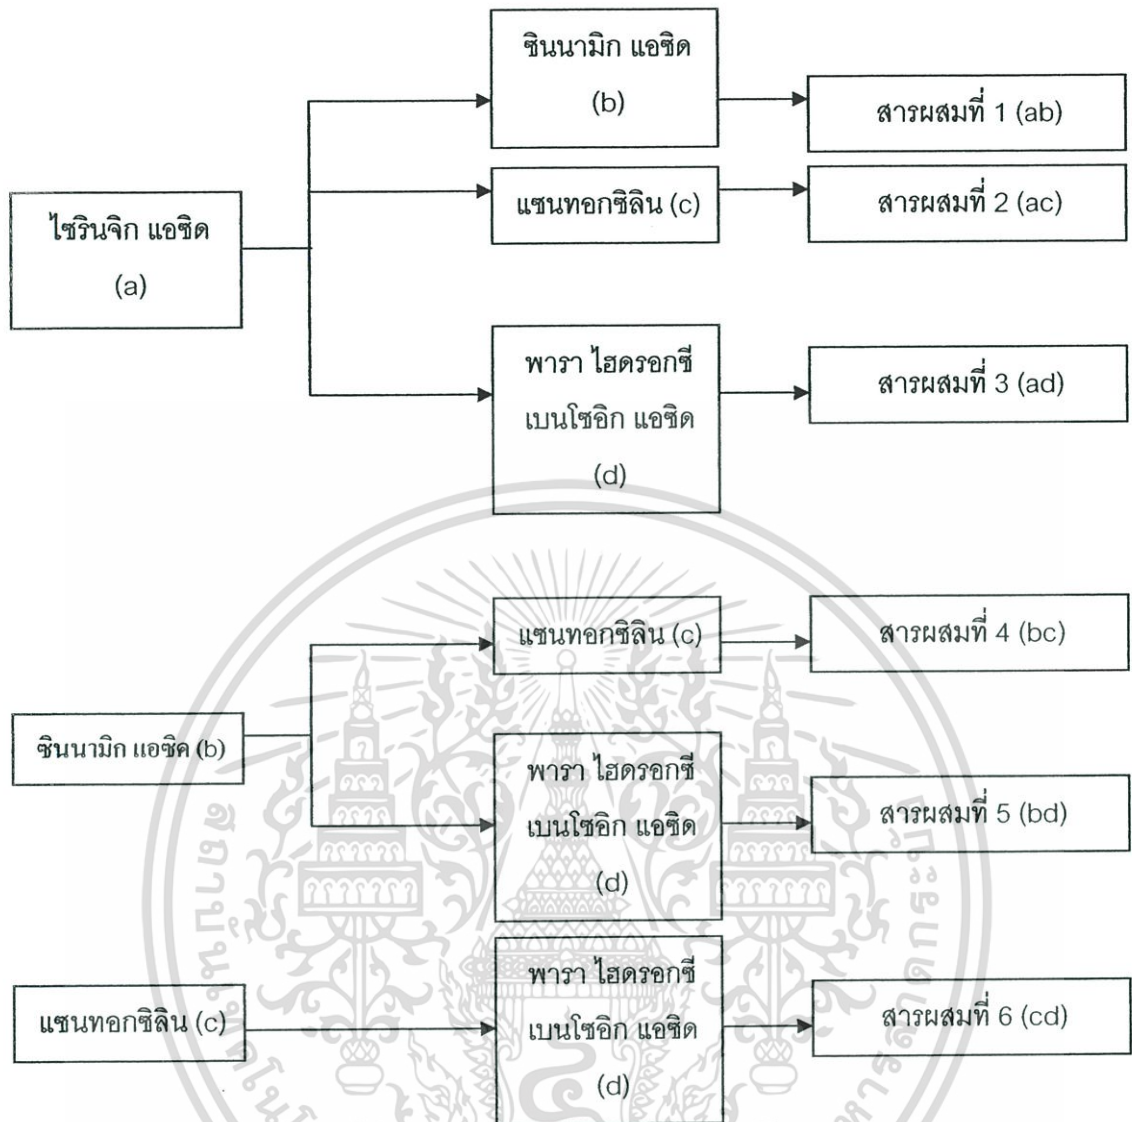 ซินนามิก แอซิด
(b)
สารผสมที่ 1 (ab)
ไซรินจิก แอซิด
(a)
แซนทอกซิลิน (c)
สารผสมที่ 2 (ac)
พารา ไฮดรอกซี
เบนโซอิก แอซิด
(d)
สารผสมที่ 3 (ad)
แซนทอกซิลิน (c)
สารผสมที่ 4 (bc)
ซินนามิก แอซิด (b)
พารา ไฮดรอกซี
เบนโซอิก แอซิด
(d)
สารผสมที่ 5 (bd)
แซนทอกซิลิน (c)
พารา ไฮดรอกซี
เบนโซอิก แอซิด
(d)
สารผสมที่ 6 (cd)